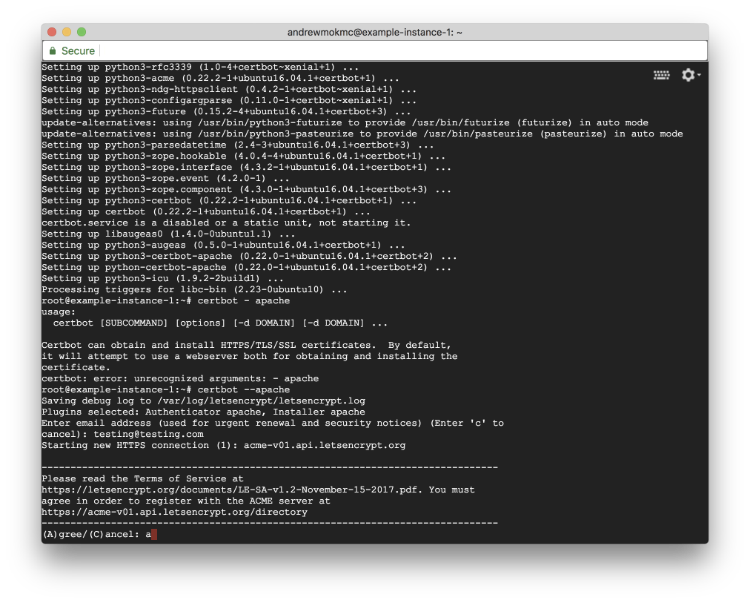 andrewmokmc@example-instance-1: ~
Secure
Setting up python3-rfc3339 (1.0-4+certbot~xenial+1) ...
Setting up python3-acme (0.22.2-1+ubuntu16.04.1+certbot+1) ...
Setting up python3-ndg-httpsclient (0.4.2-1+certbot~xenial+1) ...
Setting up python3-configargparse (0.11.0-1+certbot~xenial+1) ...
Setting up python3-future (0.15.2-4+ubuntu16.04.1+certbot+3) ...
update-alternatives: using /usr/bin/python3-futurize to provide /usr/bin/futurize (futurize) in auto mode
update-alternatives: using /usr/bin/python3-pasteurize to provide /usr/bin/pasteurize (pasteurize) in auto mode
Setting up python3-parsedatetime (2.4-3+ubuntu16.04.1+certbot+3) ...
Setting up python3-zope.hookable (4.0.4-4+ubuntu16.04.1+certbot+1) ...
Setting up python3-zope.interface (4.3.2-1+ubuntu16.04.1+certbot+1) ...
Setting up python3-zope.event (4.2.0-1) ...
Setting up python3-zope.component (4.3.0-1+ubuntu16.04.1+certbot+3) ...
Setting up python3-certbot (0.22.2-1+ubuntu16.04.1+certbot+1) ...
Setting up certbot (0.22.2-1+ubuntu16.04.1+certbot+1) ...
certbot.service is a disabled or a static unit, not starting it.
Setting up libaugeas0 (1.4.0-0ubuntu1.1) ...
Setting up python3-augeas (0.5.0-1+ubuntu16.04.1+certbot+1) ...
Setting up python3-certbot-apache (0.22.0-1+ubuntu16.04.1+certbot+2) ...
Setting up python-certbot-apache (0.22.0-1+ubuntu16.04.1+certbot+2) ...
Setting up python3-icu (1.9.2-2build1) ...
Processing triggers for libc-bin (2.23-0ubuntu10) ...
root@example-instance-1:~# certbot - apache
usage:
certbot [SUBCOMMAND] [options] [-d DOMAIN] [-d DOMAIN] ...
Certbot can obtain and install HTTPS/TLS/SSL certificates.  By default,
it will attempt to use a webserver both for obtaining and installing the
certificate.
certbot: error: unrecognized arguments: - apache
root@example-instance-1:~# certbot --apache
Saving debug log to /var/log/letsencrypt/letsencrypt.log
Plugins selected: Authenticator apache, Installer apache
Enter email address (used for urgent renewal and security notices) (Enter 'c' to
cancel): testing@testing.com
Starting new HTTPS connection (1): acme-v01.api.letsencrypt.org
-------------------------------------------------------------------------------
Please read the Terms of Service at
https://letsencrypt.org/documents/LE-SA-v1.2-November-15-2017.pdf. You must
agree in order to register with the ACME server at
https://acme-v01.api.letsencrypt.org/directory
-------------------------------------------------------------------------------
(A)gree/(C)ancel: a